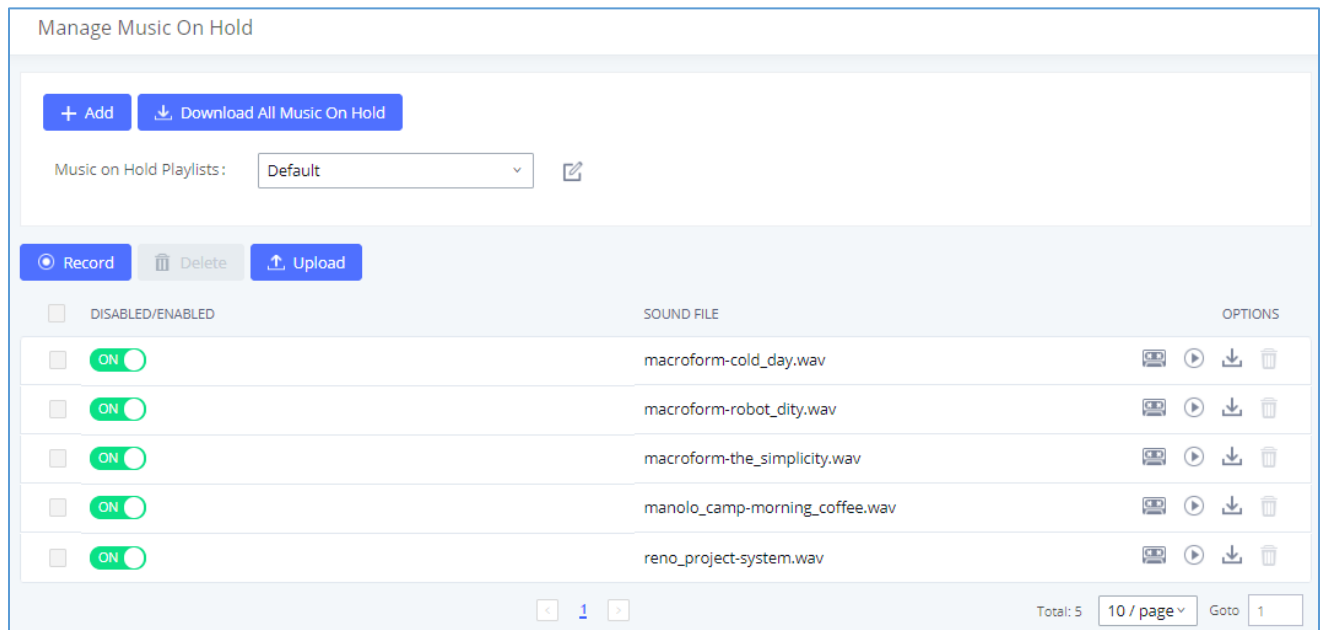 Manage Music On Hold
+ Add
Download All Music On Hold
Music on Hold Playlists:
Default
Record
Delete
Upload
DISABLED/ENABLED
SOUND FILE
OPTIONS
ON
macroform-cold_day.wav
ON
macroform-robot_dity.wav
ON
macroform-the_simplicity.wav
ON
manolo_camp-morning_coffee.wav
ON
reno_project-system.wav
< 1 >
Total: 5
10 / page
Goto
1